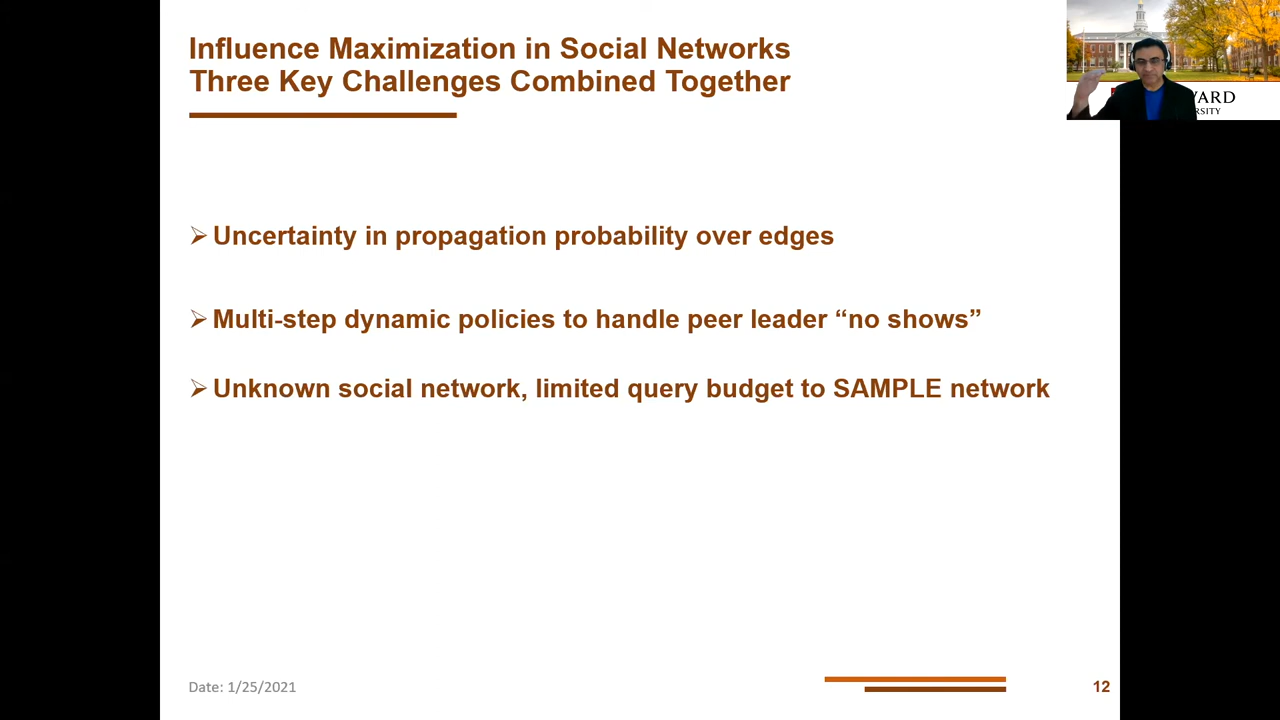 Influence Maximization in Social Networks
Three Key Challenges Combined Together
➢ Uncertainty in propagation probability over edges
➢ Multi-step dynamic policies to handle peer leader “no shows”
➢ Unknown social network, limited query budget to SAMPLE network
Date: 1/25/2021
12